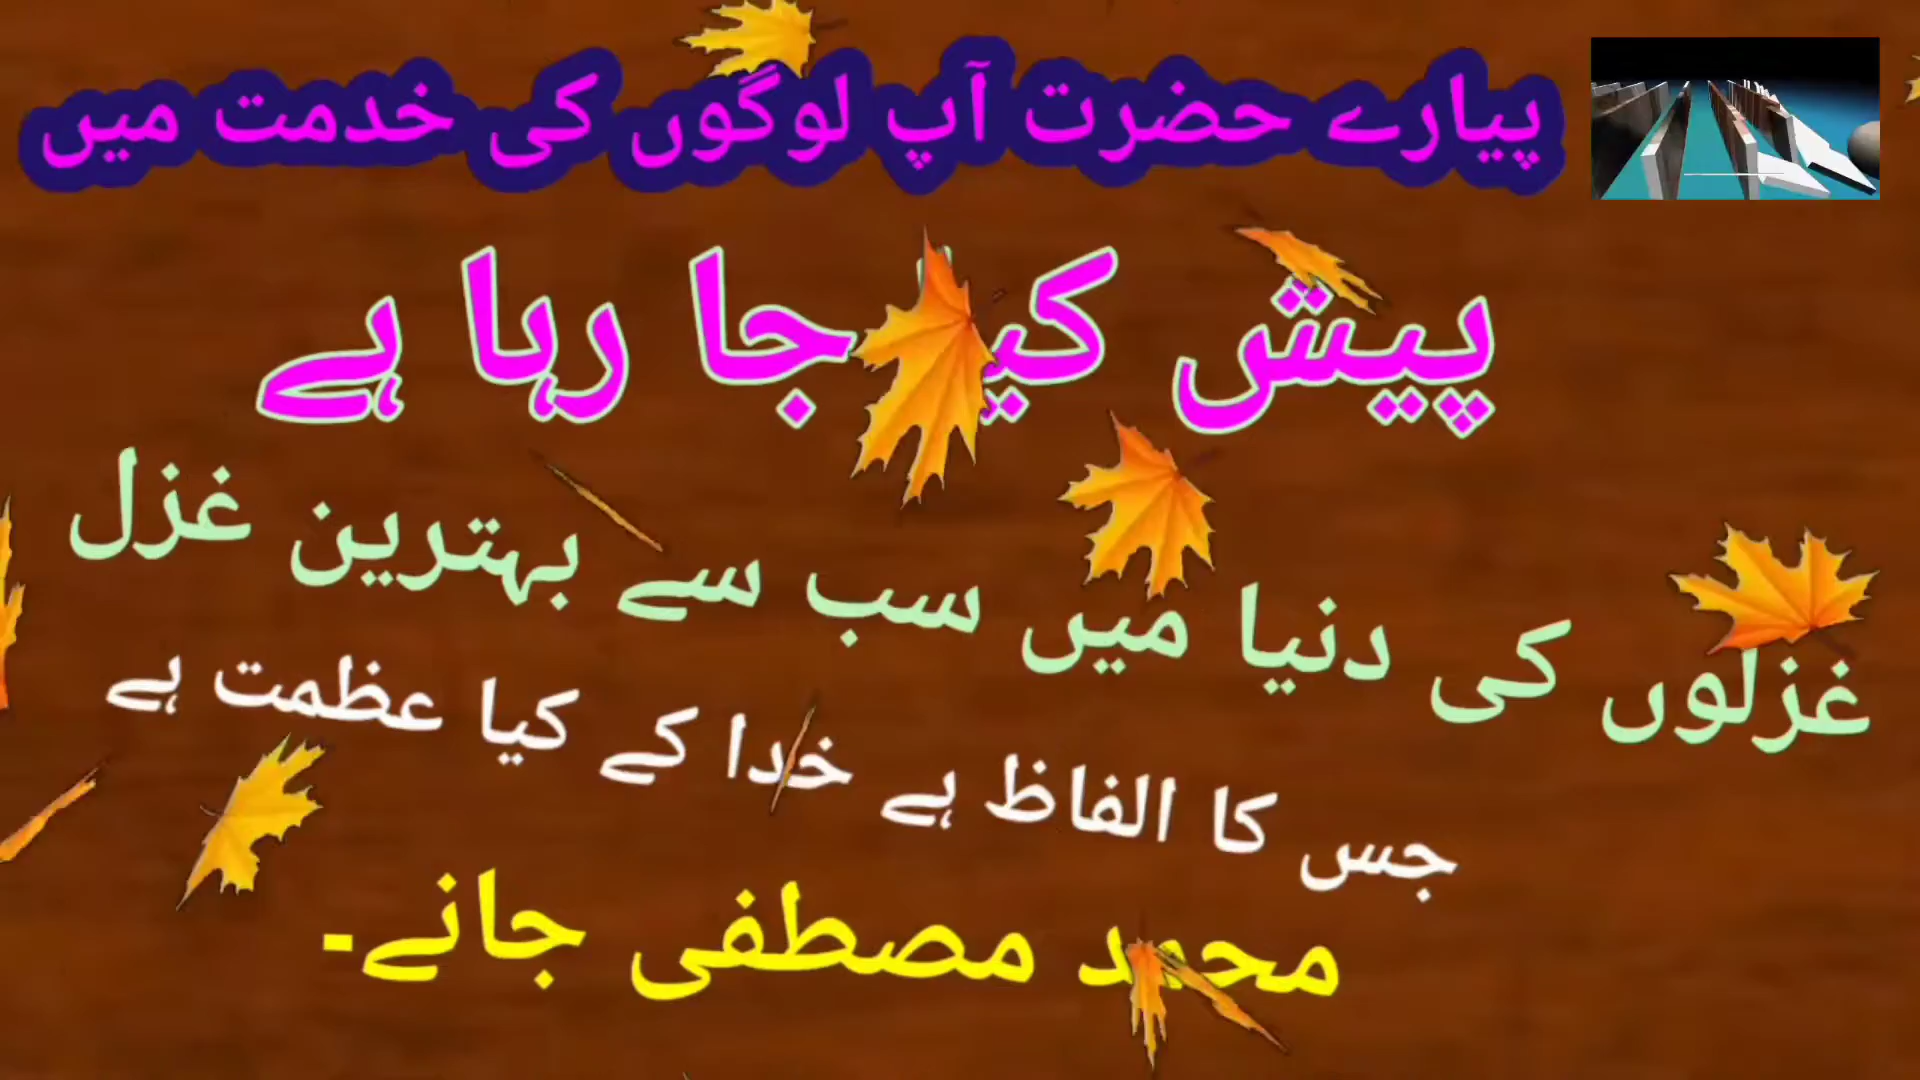 پیارے حضرت آپ لوگوں کی خدمت میں
پیش کیا جا رہا ہے
غزلوں کی دنیا میں سب سے بہترین غزل
جس کا الفاظ ہے خدا کے کیا عظمت ہے
محمد مصطفی جانے۔